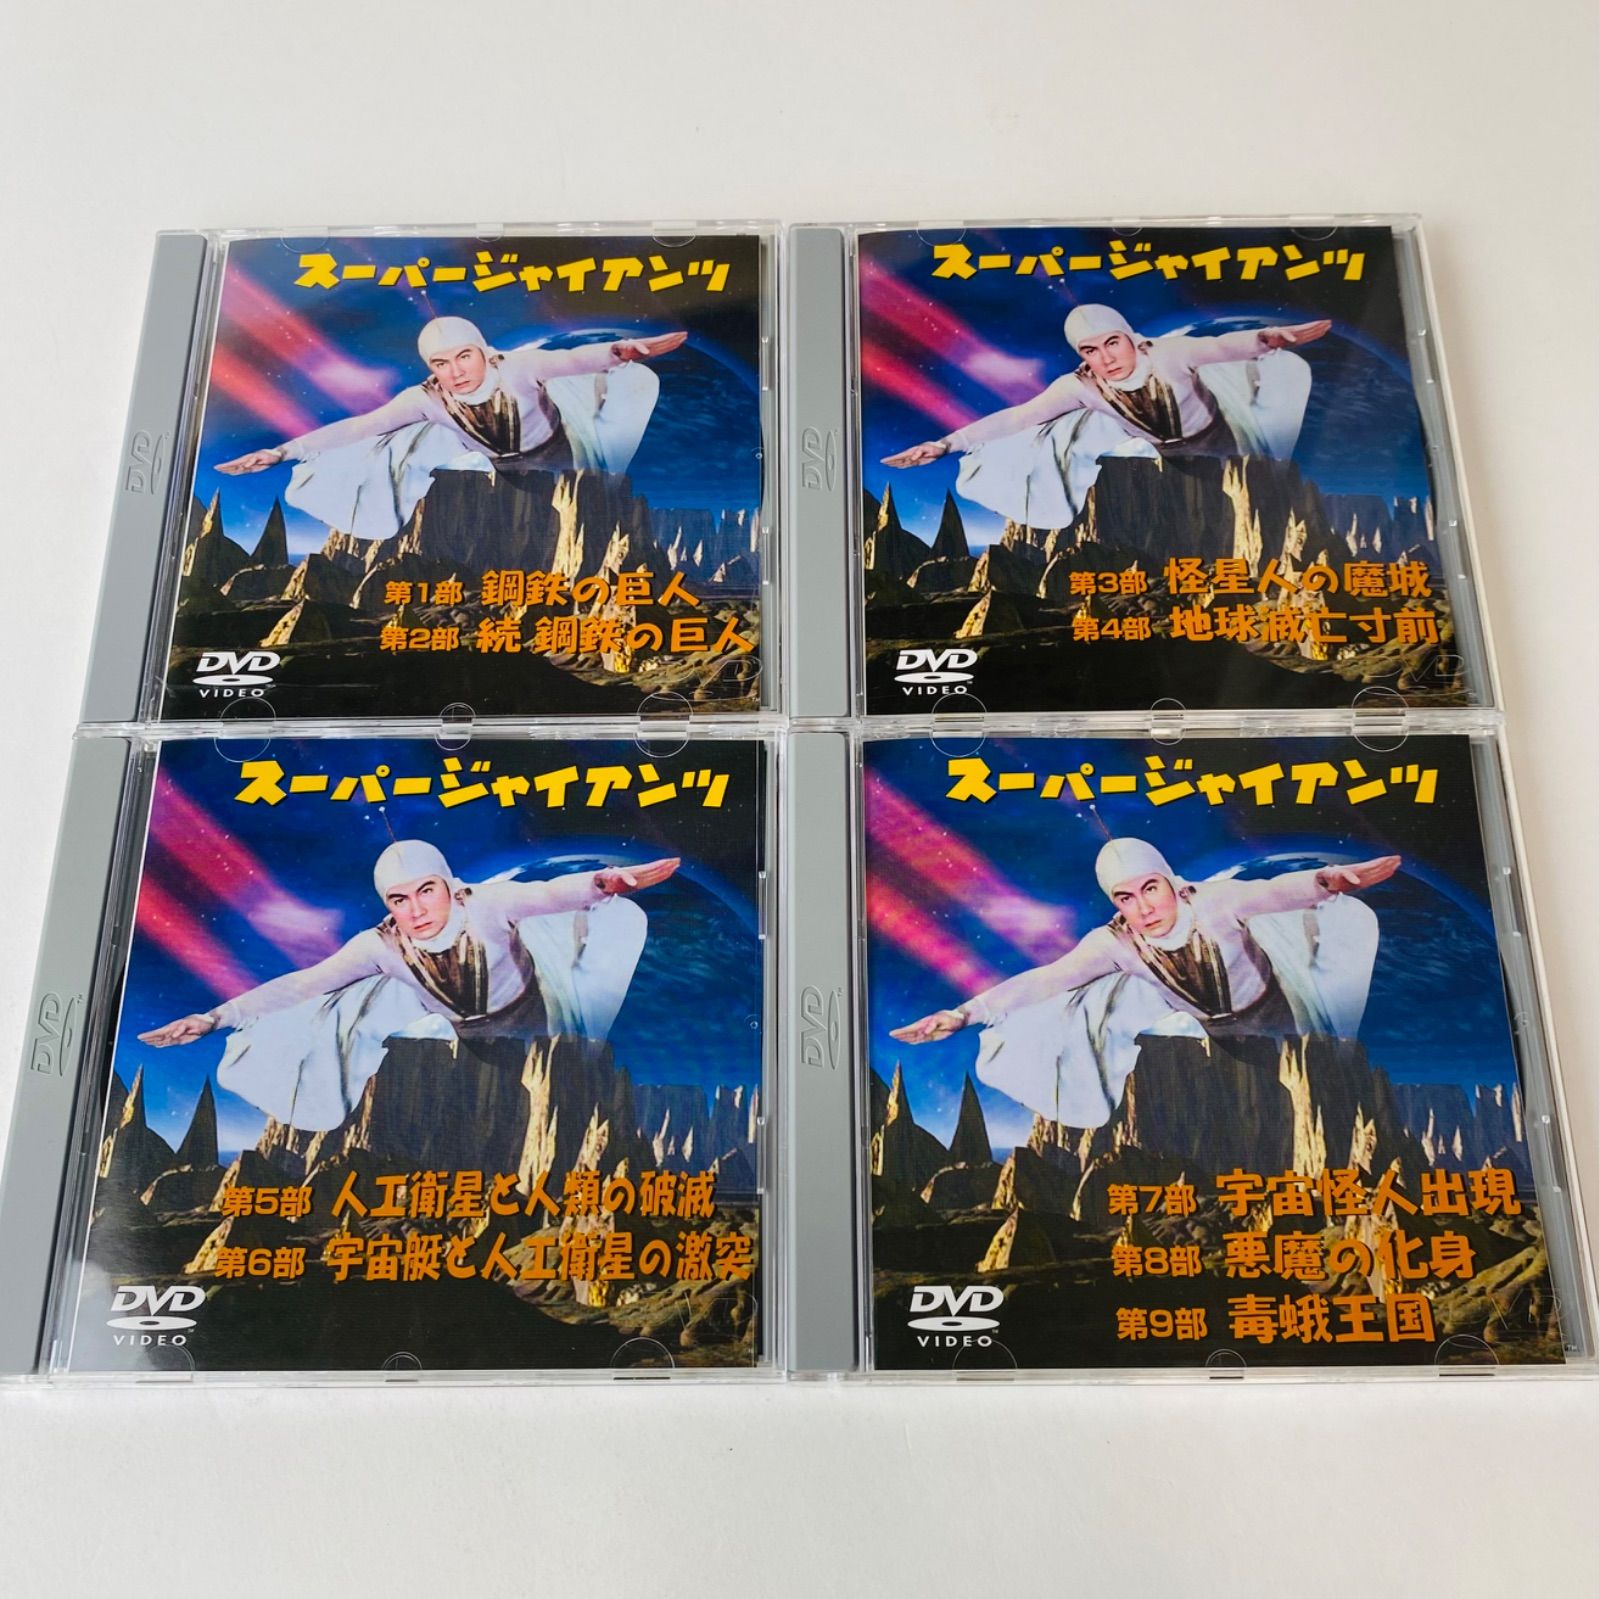 スーパージャイアンツ
第1部 鋼鉄の巨人
第2部 続 鋼鉄の巨人
DVD
VIDEO
DVD
スーパージャイアンツ
第3部 怪星人の魔城
第4部 地球滅亡寸前
DVD
VIDEO
DVD
スーパージャイアンツ
第5部 人工衛星と人類の破滅
第6部 宇宙艇と人工衛星の激突
DVD
VIDEO
DVD
スーパージャイアンツ
第7部 宇宙怪人出現
第8部 悪魔の化身
第9部 毒蛾王国
DVD
VIDEO
DVD